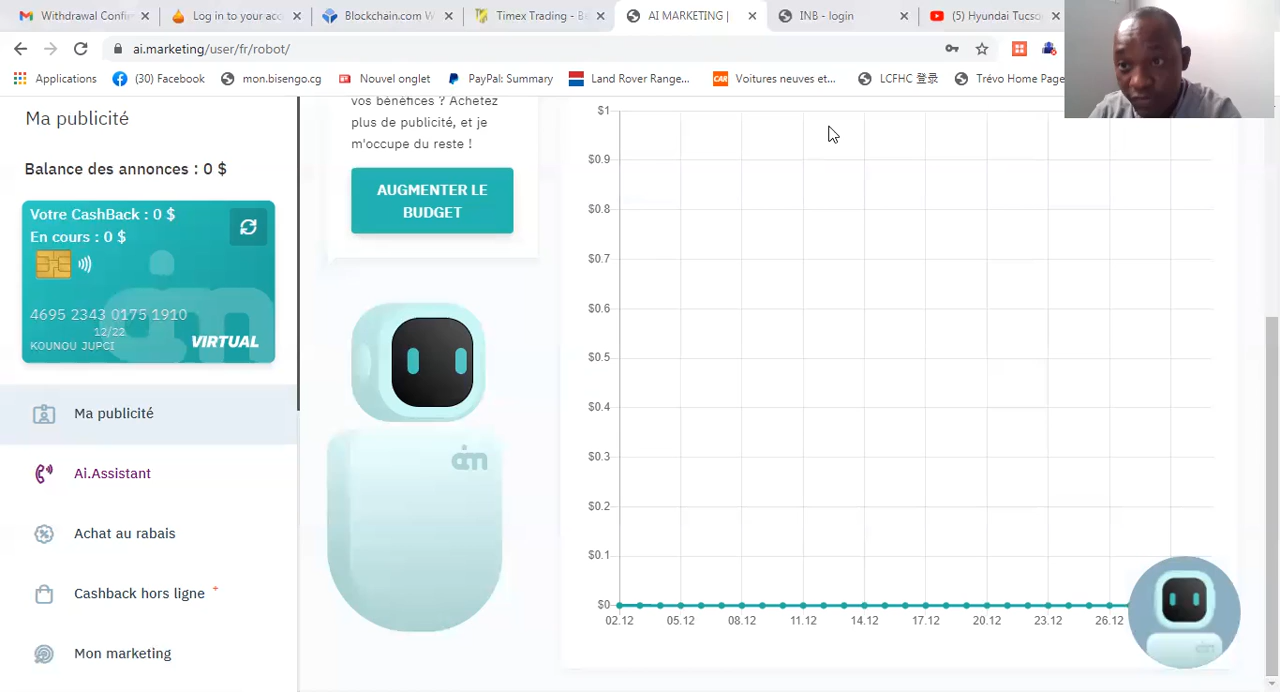 Withdrawal Confir
Log in to your acc
Blockchain.com W
Timex Trading - Be
AI MARKETING |
INB - login
(5) Hyundai Tucso
ai.marketing/user/fr/robot/
Applications
(30) Facebook
mon.bisengo.cg
Nouvel onglet
PayPal: Summary
Land Rover Range...
CAR
Voitures neuves et...
LCFHC 登录
Trévo Home Page
Ma publicité
Balance des annonces : 0 $
Votre CashBack : 0 $
En cours : 0 $
4695 2343 0175 1910
12/22
KOUNOU JUPCI
VIRTUAL
Ma publicité
Ai.Assistant
Achat au rabais
Cashback hors ligne +
Mon marketing
vos bénéfices ? Achetez
plus de publicité, et je
m'occupe du reste !
AUGMENTER LE
BUDGET
aim
$1
$0.9
$0.8
$0.7
$0.6
$0.5
$0.4
$0.3
$0.2
$0.1
$0
02.12 05.12 08.12 11.12 14.12 17.12 20.12 23.12 26.12